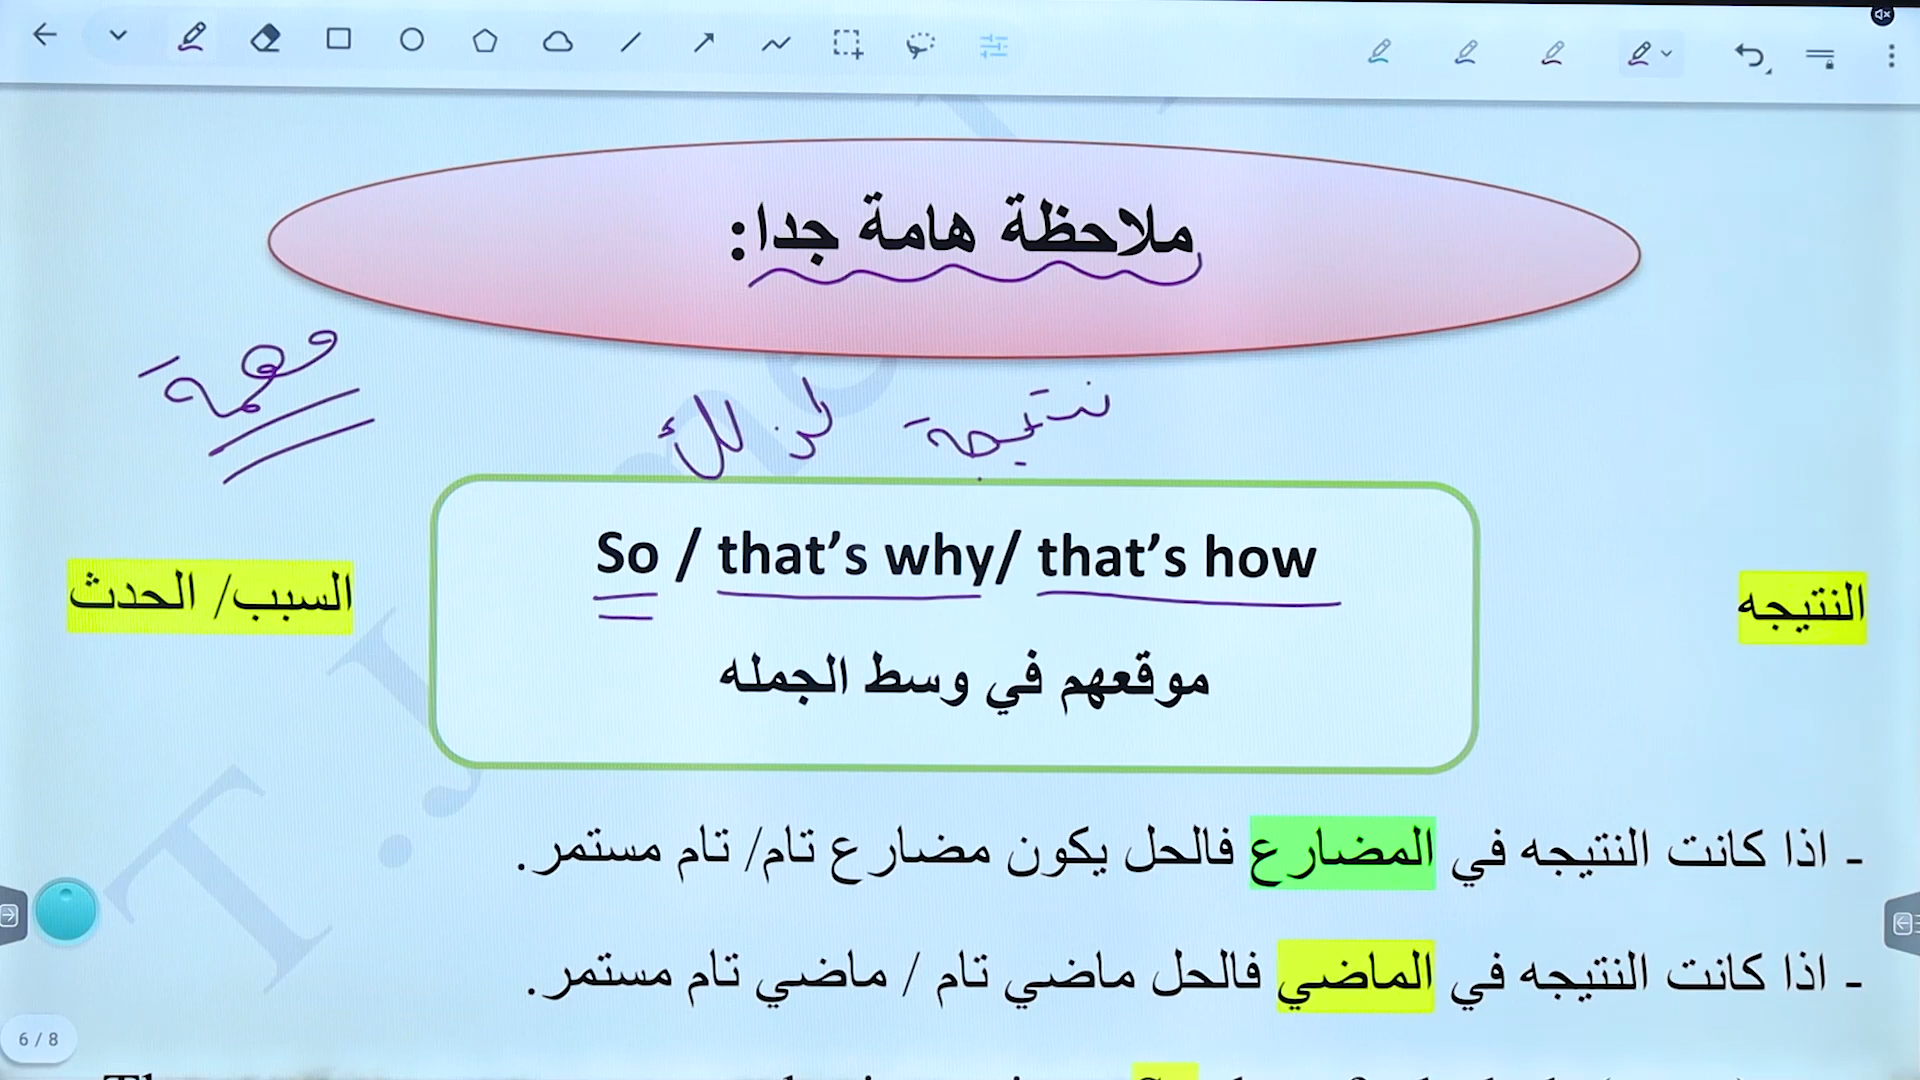 ملاحظة هامة جدا:
مهمة
نتيجة لذلك
So / that’s why/ that’s how
السبب/ الحدث
النتيجه
موقعهم في وسط الجمله
- اذا كانت النتيجه في المضارع فالحل يكون مضارع تام/ تام مستمر.
- اذا كانت النتيجه في الماضي فالحل ماضي تام / ماضي تام مستمر.
6 / 8